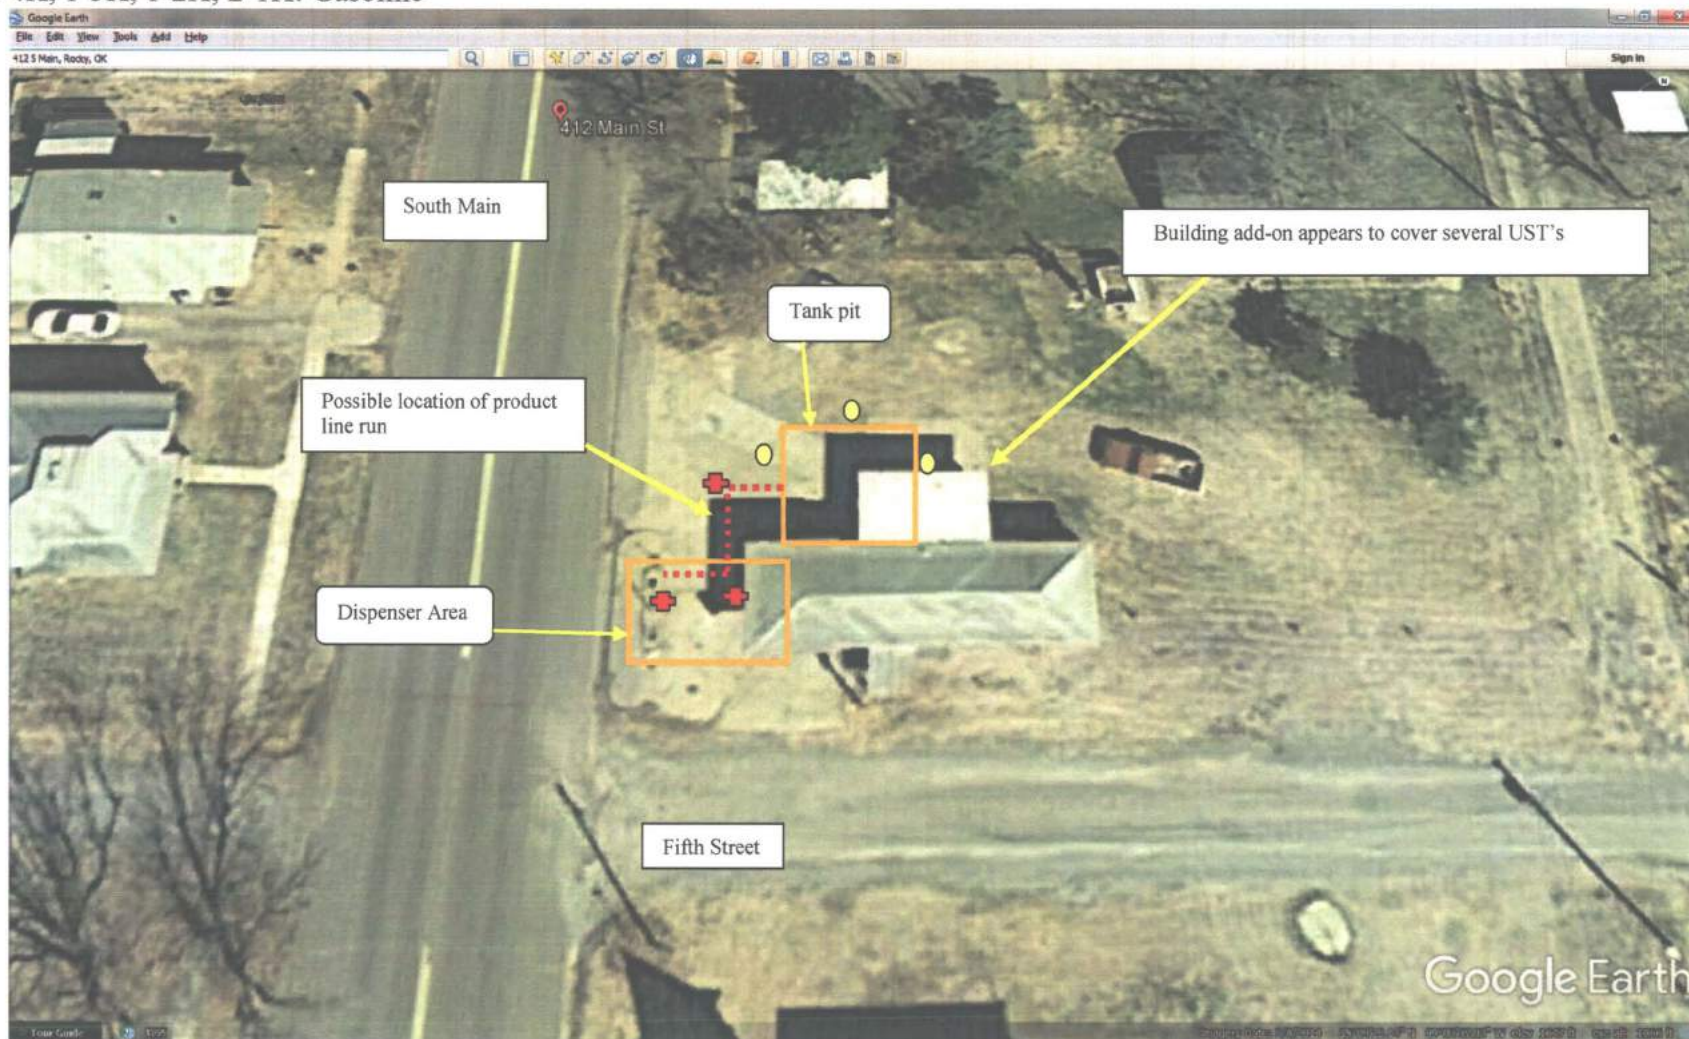 Google Earth
File Edit View Tools Add Help
412 S Main, Rocky, OK
Sign in
N
412 Main St
South Main
Building add-on appears to cover several UST's
Tank pit
Possible location of product
line run
Dispenser Area
Fifth Street
Google Earth
Tour Guide